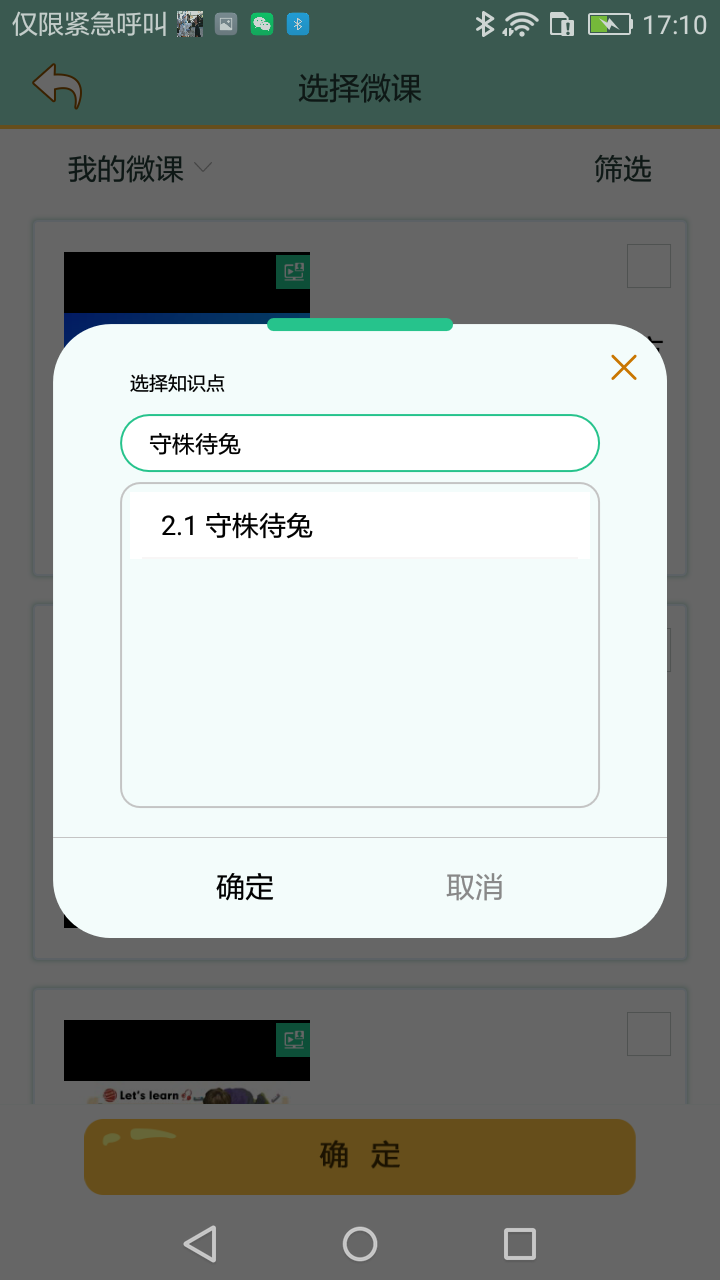 仅限紧急呼叫 17:10
选择微课
我的微课 筛选
选择知识点
守株待兔
2.1 守株待兔
确定 取消
Let's learn
确 定